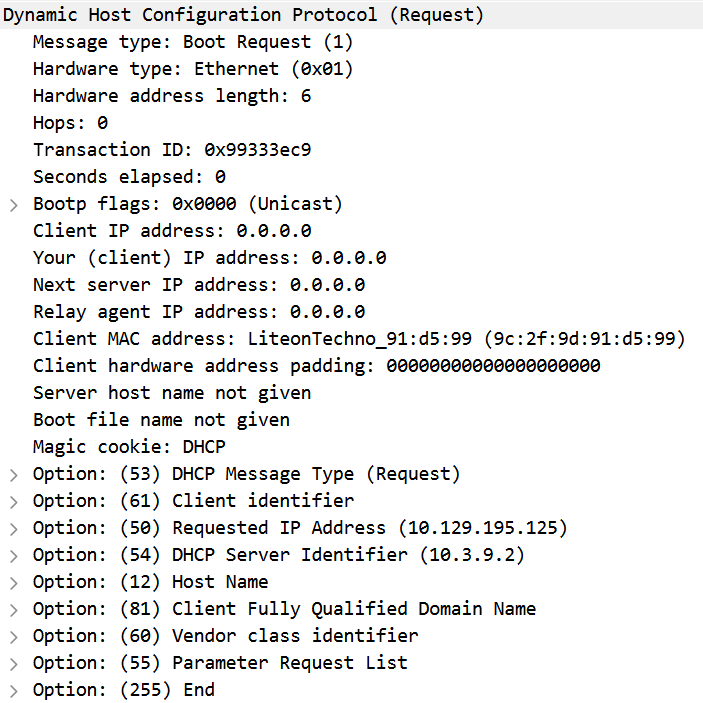 Dynamic Host Configuration Protocol (Request)
Message type: Boot Request (1)
Hardware type: Ethernet (0x01)
Hardware address length: 6
Hops: 0
Transaction ID: 0x99333ec9
Seconds elapsed: 0
Bootp flags: 0x0000 (Unicast)
Client IP address: 0.0.0.0
Your (client) IP address: 0.0.0.0
Next server IP address: 0.0.0.0
Relay agent IP address: 0.0.0.0
Client MAC address: LiteonTechno_91:d5:99 (9c:2f:9d:91:d5:99)
Client hardware address padding: 00000000000000000000
Server host name not given
Boot file name not given
Magic cookie: DHCP
Option: (53) DHCP Message Type (Request)
Option: (61) Client identifier
Option: (50) Requested IP Address (10.129.195.125)
Option: (54) DHCP Server Identifier (10.3.9.2)
Option: (12) Host Name
Option: (81) Client Fully Qualified Domain Name
Option: (60) Vendor class identifier
Option: (55) Parameter Request List
Option: (255) End